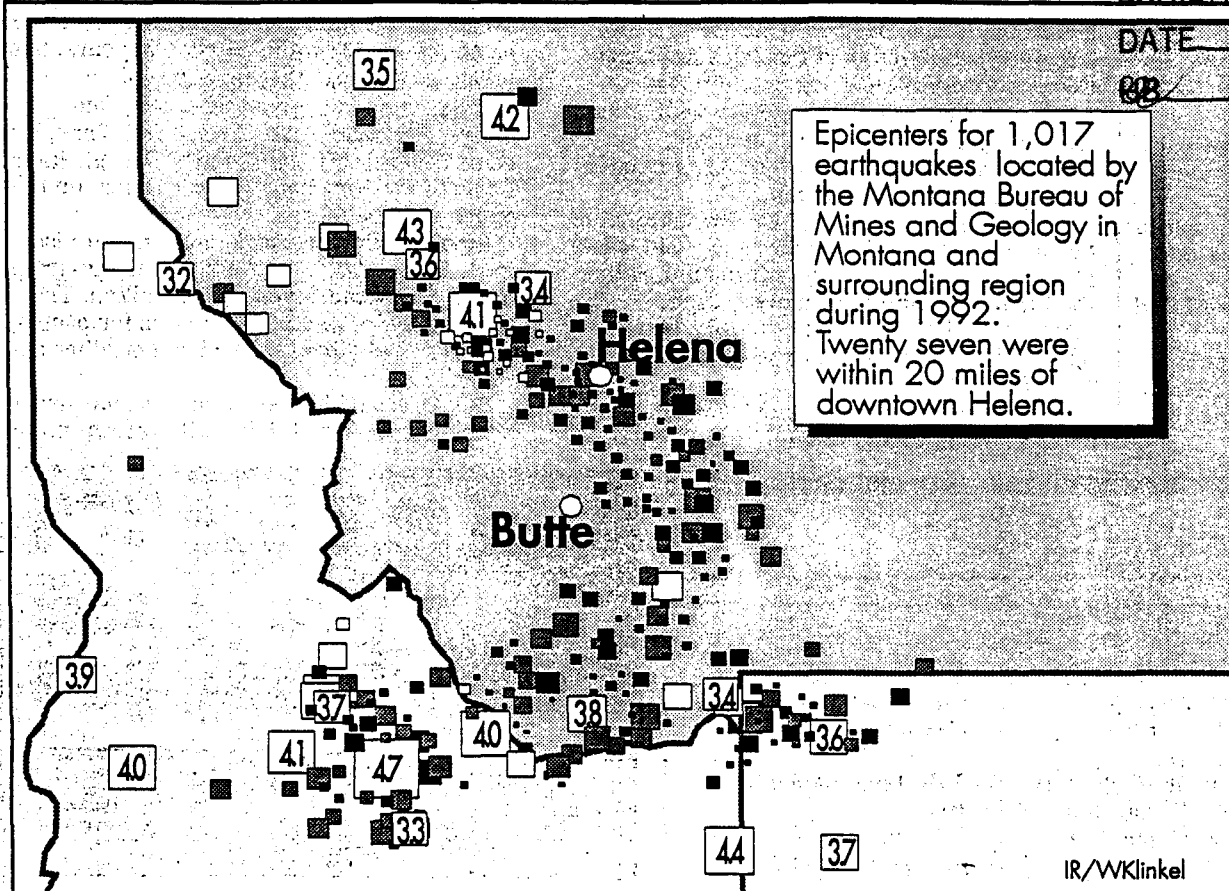 DATE
3.5
4.2
Epicenters for 1,017
earthquakes located by
the Montana Bureau of
Mines and Geology in
Montana and
surrounding region
during 1992.
Twenty seven were
within 20 miles of
downtown Helena.
4.3
3.6
3.2
3.4
4.1
Helena
Butte
3.9
3.7
3.4
3.8
4.0
3.6
4.1
4.0
4.7
3.3
4.4
3.7
IR/WKlinkel